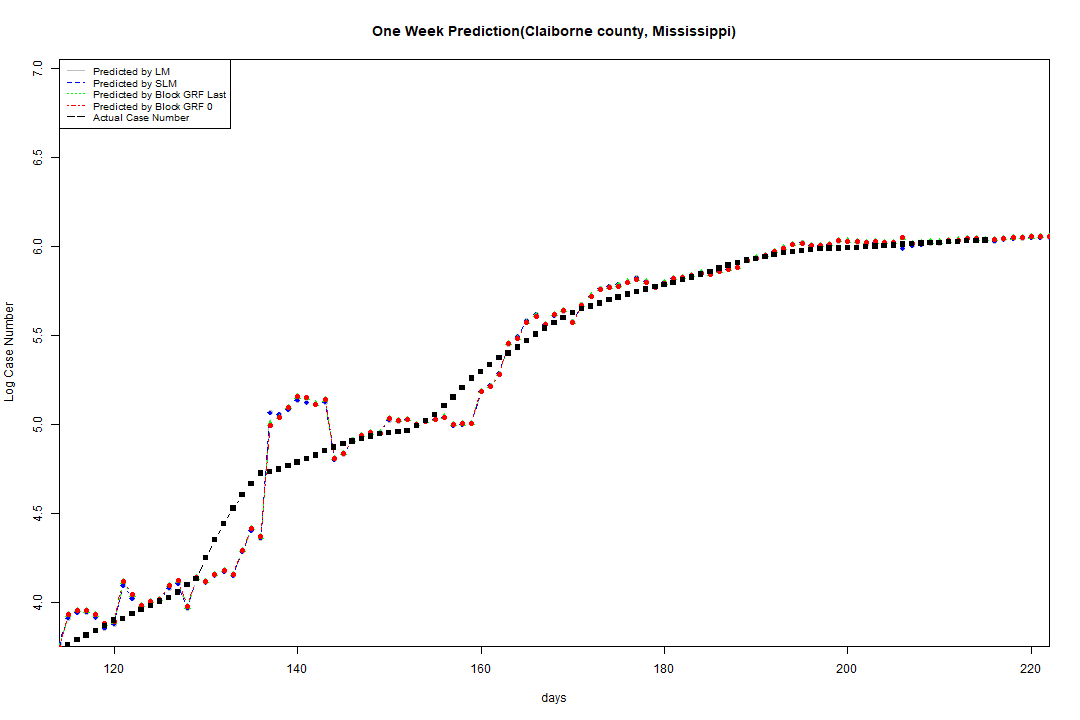 One Week Prediction(Claiborne county, Mississippi)
Predicted by LM
Predicted by SLM
Predicted by Block GRF Last
Predicted by Block GRF 0
Actual Case Number
7.0
6.5
6.0
5.5
5.0
4.5
4.0
Log Case Number
120 140 160 180 200 220
days